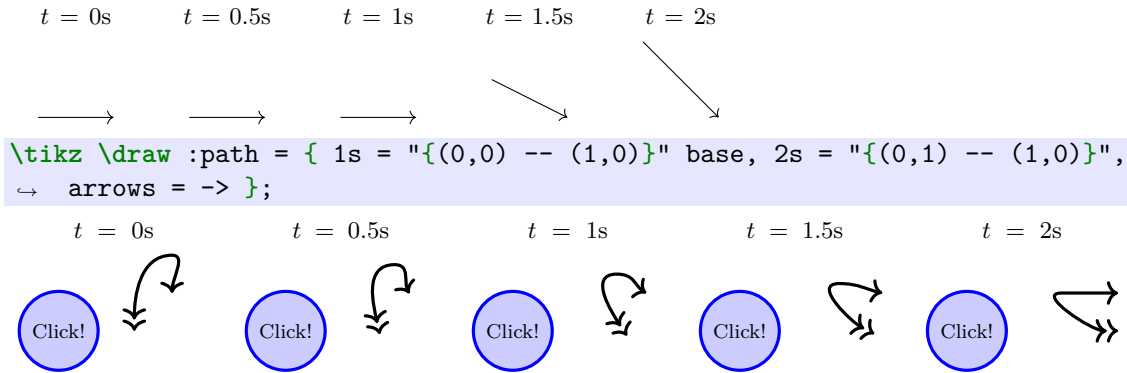 t = 0s t = 0.5s t = 1s t = 1.5s t = 2s
\tikz \draw :path = { 1s = "{(0,0) -- (1,0)}" base, 2s = "{(0,1) -- (1,0)}",
↪ arrows = -> };
t = 0s t = 0.5s t = 1s t = 1.5s t = 2s
Click! Click! Click! Click! Click!